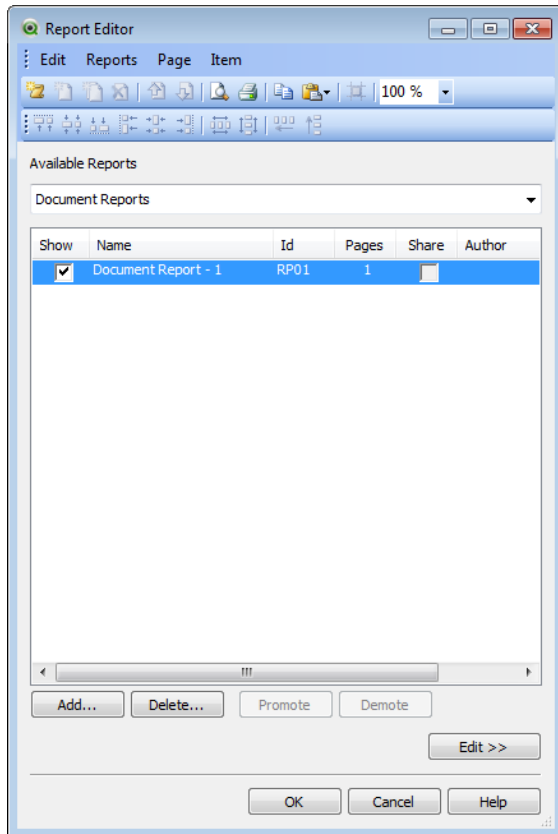 Report Editor
Edit Reports Page Item
100 %
Available Reports
Document Reports
Show Name Id Pages Share Author
Document Report - 1 RP01 1
Add... Delete... Promote Demote
Edit >>
OK Cancel Help